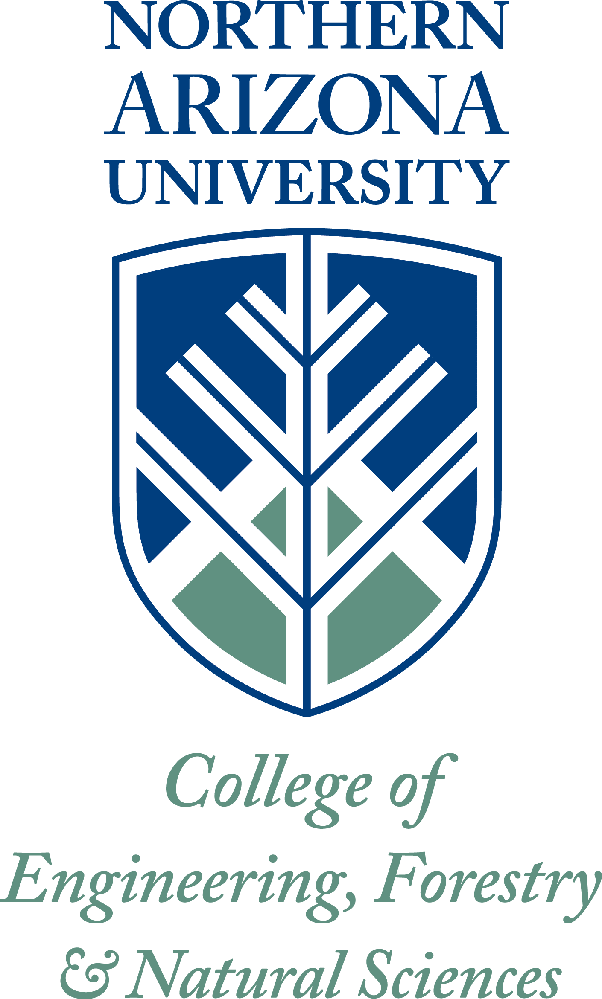 NORTHERN
ARIZONA
UNIVERSITY
College of
Engineering, Forestry
& Natural Sciences